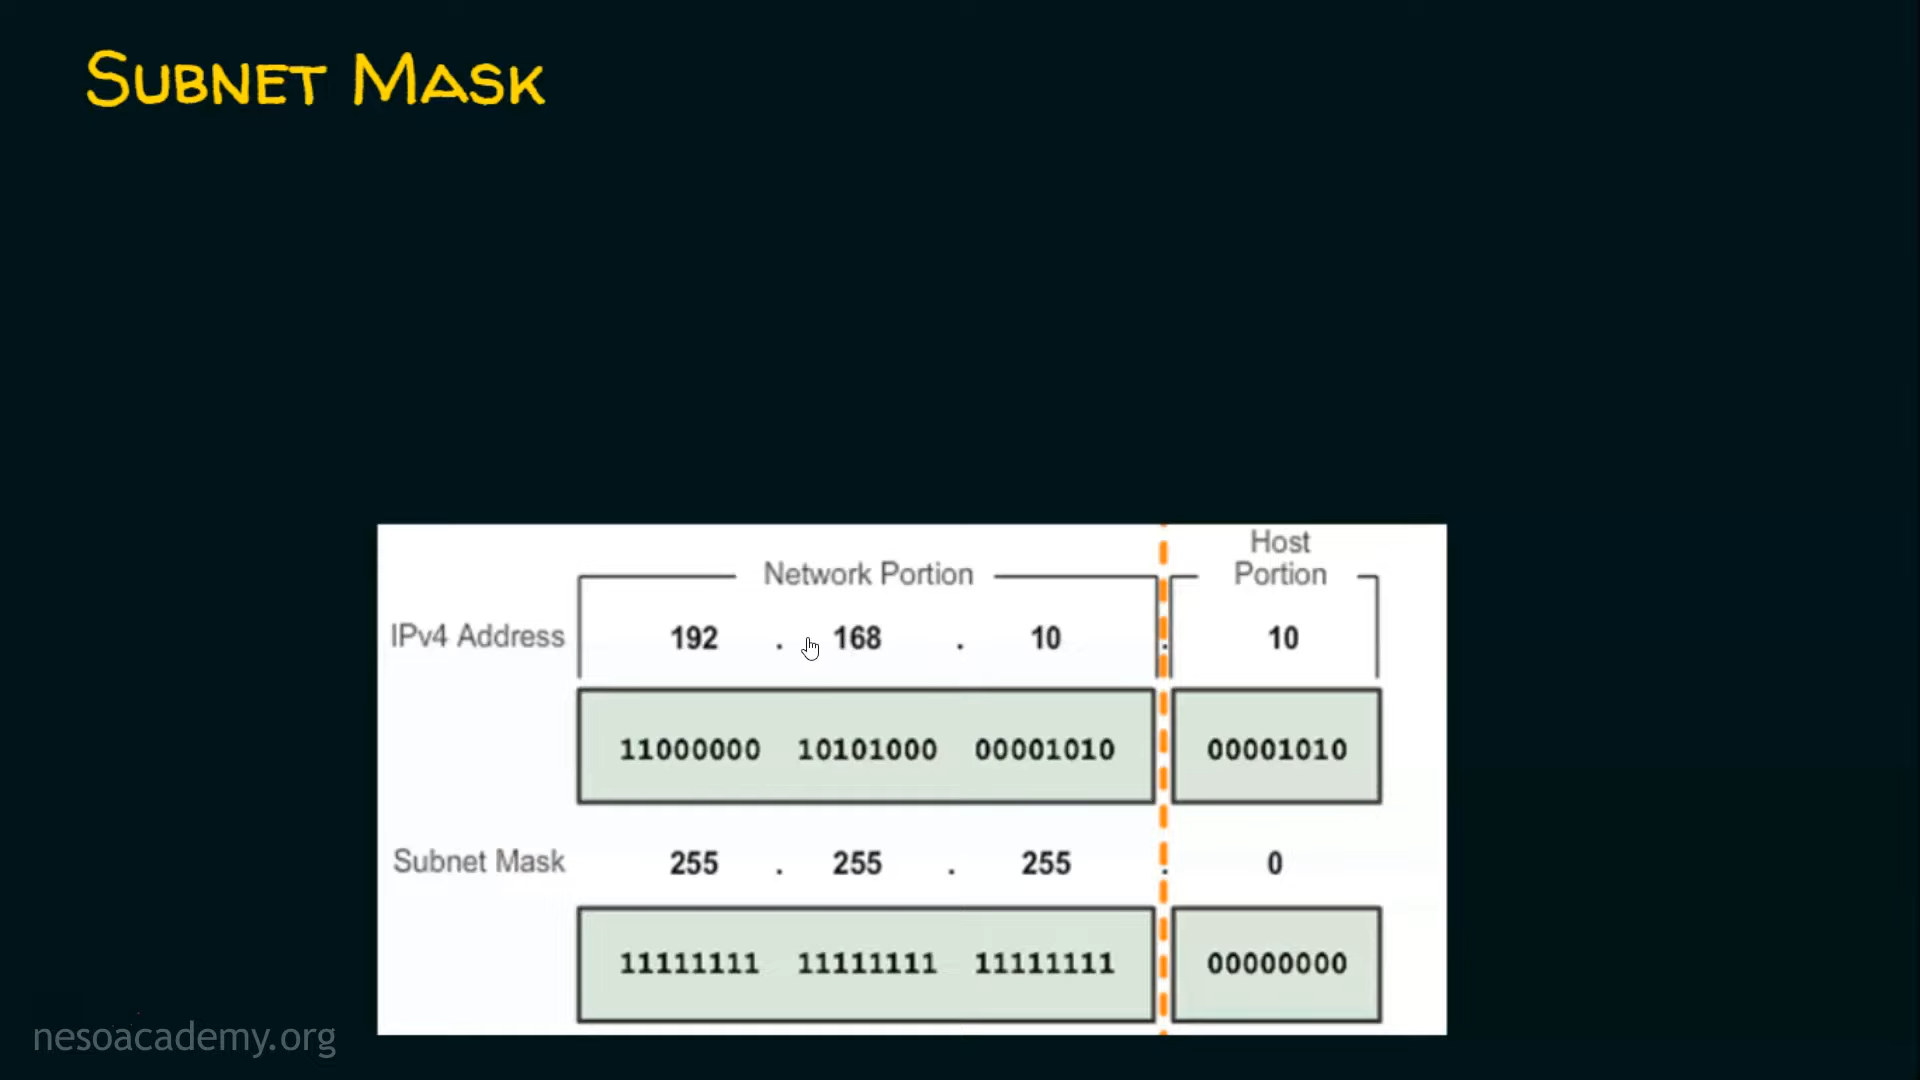 SUBNET MASK
Network Portion
Host Portion
IPv4 Address 192 . 168 . 10 . 10
11000000 10101000 00001010 00001010
Subnet Mask 255 . 255 . 255 . 0
11111111 11111111 11111111 00000000
nesoacademy.org